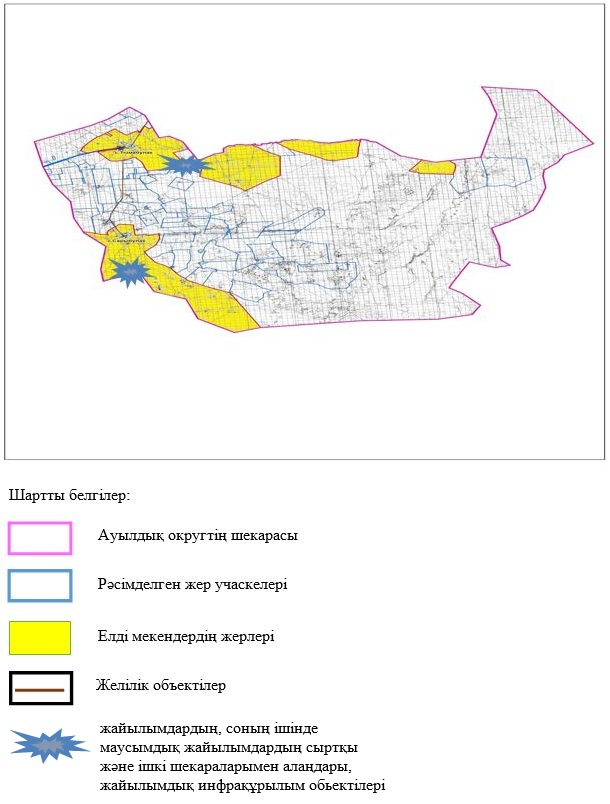 Шартты белгілер:
Ауылдық округтің шекарасы
Рәсімделген жер учаскелері
Елді мекендердің жерлері
Желілік объектілер
жайылымдардың, соның ішінде
маусымдық жайылымдардың сыртқы
және ішкі шекараларымен алаңдары,
жайылымдық инфрақұрылым обьектілері